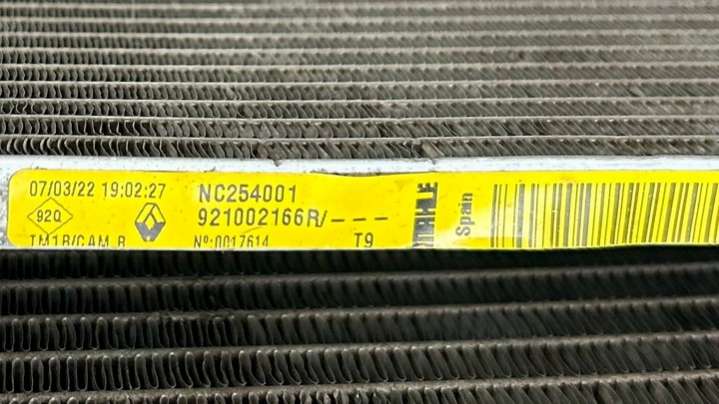 07/03/22 19:02:27
92Q
TM1B/CAM B
NC254001
921002166R/---
Nº:0017614 T9
MAHLE
Spain